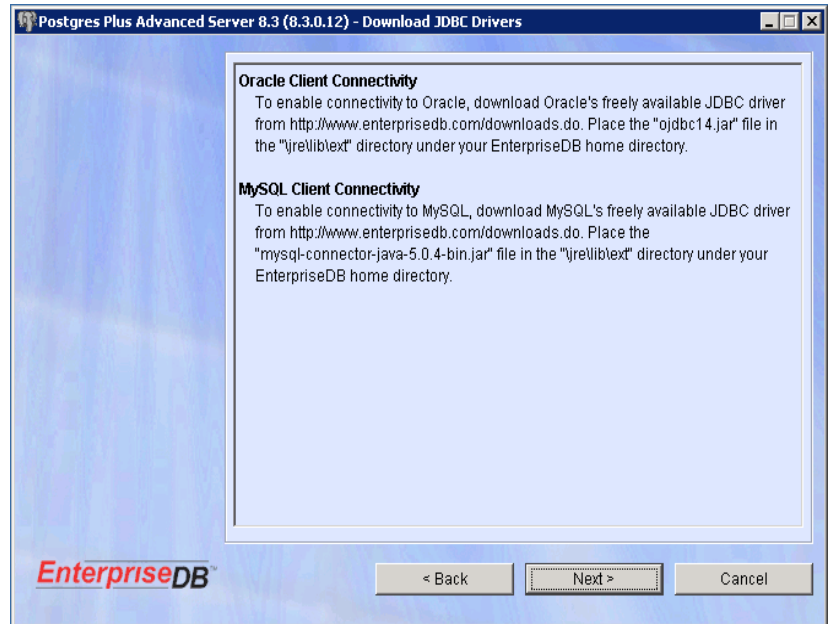 Postgres Plus Advanced Server 8.3 (8.3.0.12) - Download JDBC Drivers
Oracle Client Connectivity
To enable connectivity to Oracle, download Oracle's freely available JDBC driver
from http://www.enterprisedb.com/downloads.do. Place the "ojdbc14.jar" file in
the "\jre\lib\ext" directory under your EnterpriseDB home directory.
MySQL Client Connectivity
To enable connectivity to MySQL, download MySQL's freely available JDBC driver
from http://www.enterprisedb.com/downloads.do. Place the
"mysql-connector-java-5.0.4-bin.jar" file in the "\jre\lib\ext" directory under your
EnterpriseDB home directory.
EnterpriseDB™
< Back
Next >
Cancel